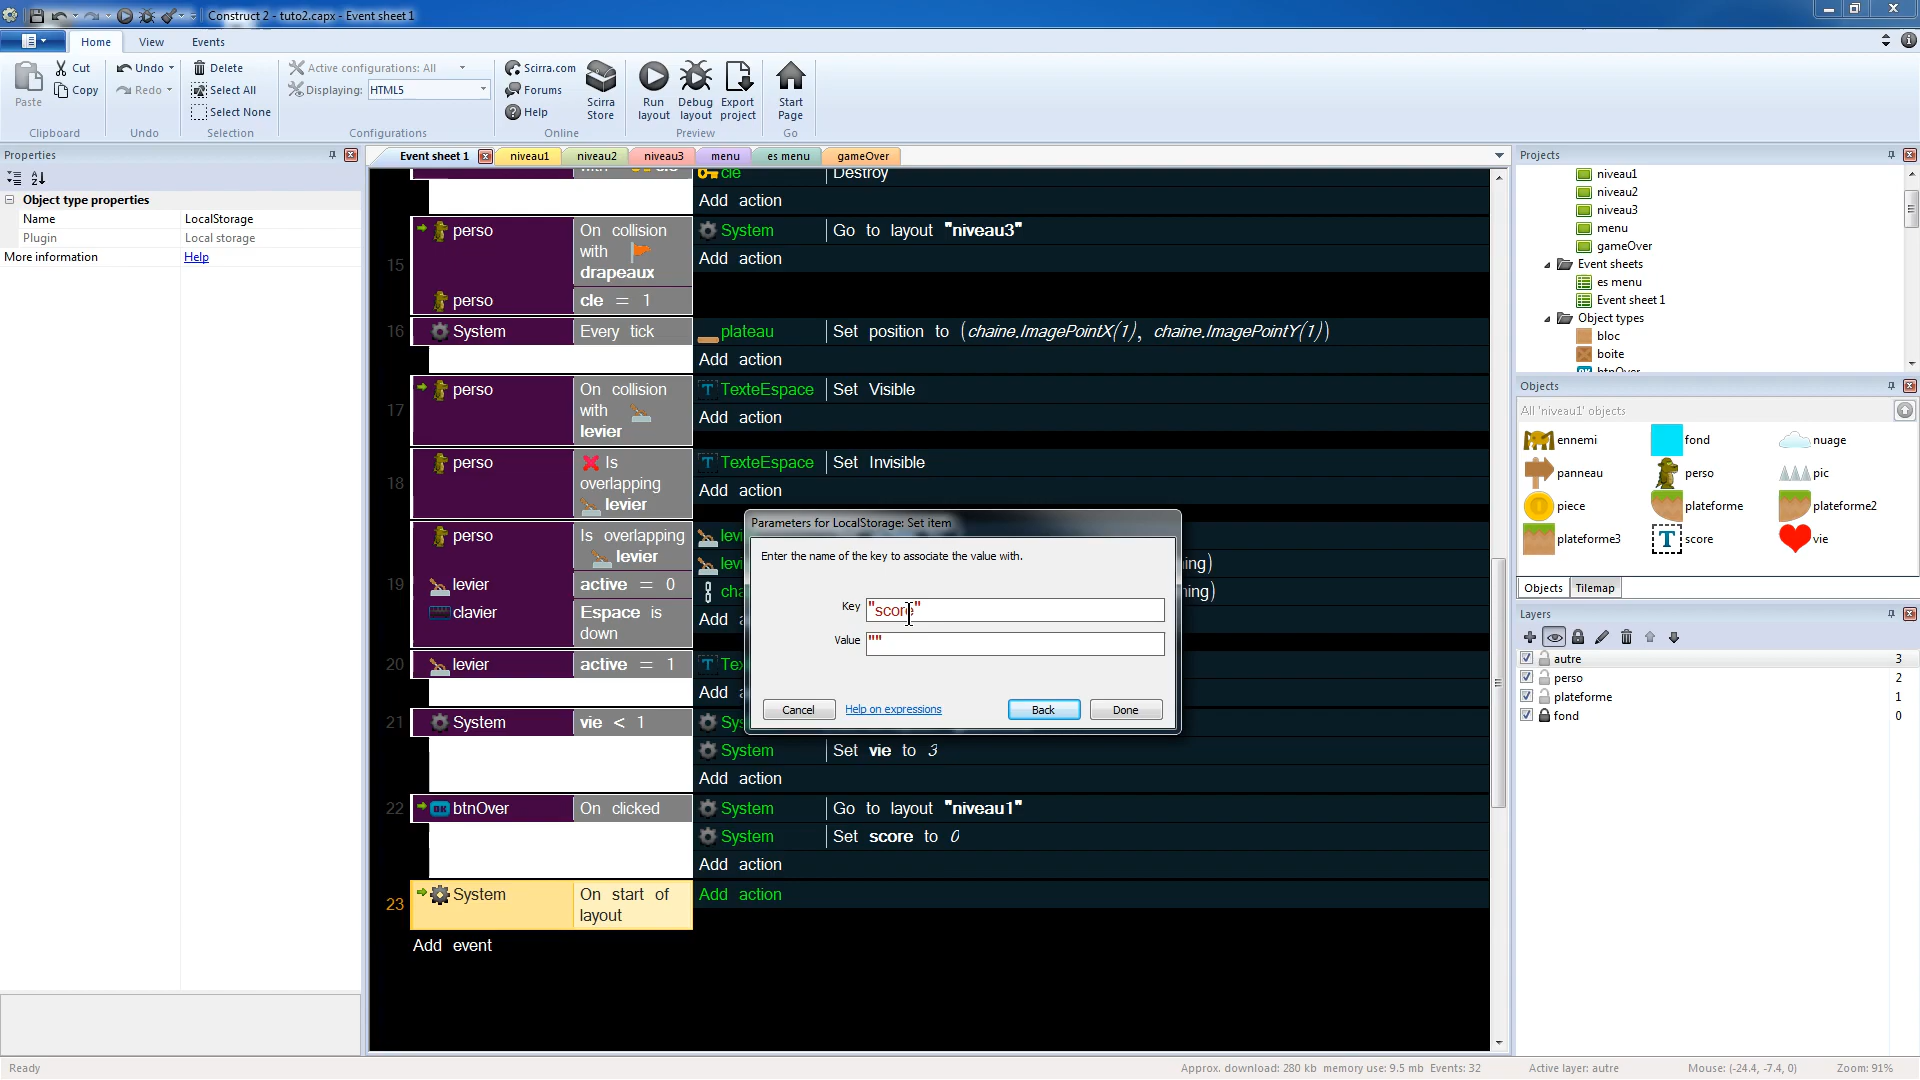 Construct 2 - tuto2.capx - Event sheet 1
Home View Events
Paste Cut Copy Clipboard
Undo Redo Undo
Delete Select All Select None Selection
Active configurations: All
Displaying: HTML5
Configurations
Scirra.com Forums Help Scirra Store Online
Run layout Debug layout Export project Preview
Start Page Go
Properties
Object type properties
Name LocalStorage
Plugin Local storage
More information Help
Event sheet 1 niveau1 niveau2 niveau3 menu es menu gameOver
cle Destroy
Add action
15 perso On collision with drapeaux System Go to layout "niveau3"
Add action
perso cle = 1
16 System Every tick plateau Set position to (chaine.ImagePointX(1), chaine.ImagePointY(1))
Add action
17 perso On collision with levier TexteEspace Set Visible
Add action
18 perso Is overlapping levier TexteEspace Set Invisible
Add action
19 perso Is overlapping levier
levier active = 0
clavier Espace is down
20 levier active = 1
21 System vie < 1
System Set vie to 3
Add action
22 btnOver On clicked System Go to layout "niveau1"
System Set score to 0
Add action
23 System On start of layout Add action
Add event
Parameters for LocalStorage: Set item
Enter the name of the key to associate the value with.
Key "score"
Value ""
Cancel Help on expressions Back Done
Projects
niveau1
niveau2
niveau3
menu
gameOver
Event sheets
es menu
Event sheet 1
Object types
bloc
boite
btnOver
Objects
All 'niveau1' objects
ennemi fond nuage
panneau perso pic
piece plateforme plateforme2
plateforme3 T score vie
Objects Tilemap
Layers
autre 3
perso 2
plateforme 1
fond 0
Ready
Approx. download: 280 kb memory use: 9.5 mb Events: 32 Active layer: autre Mouse: (-24.4, -7.4, 0) Zoom: 91%